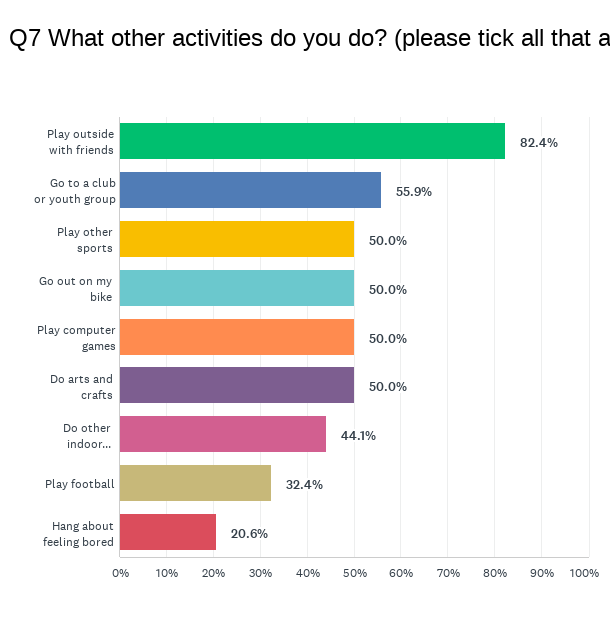 Q7 What other activities do you do? (please tick all that a
Play outside
with friends
82.4%
Go to a club
or youth group
55.9%
Play other
sports
50.0%
Go out on my
bike
50.0%
Play computer
games
50.0%
Do arts and
crafts
50.0%
Do other
indoor...
44.1%
Play football
32.4%
Hang about
feeling bored
20.6%
0% 10% 20% 30% 40% 50% 60% 70% 80% 90% 100%